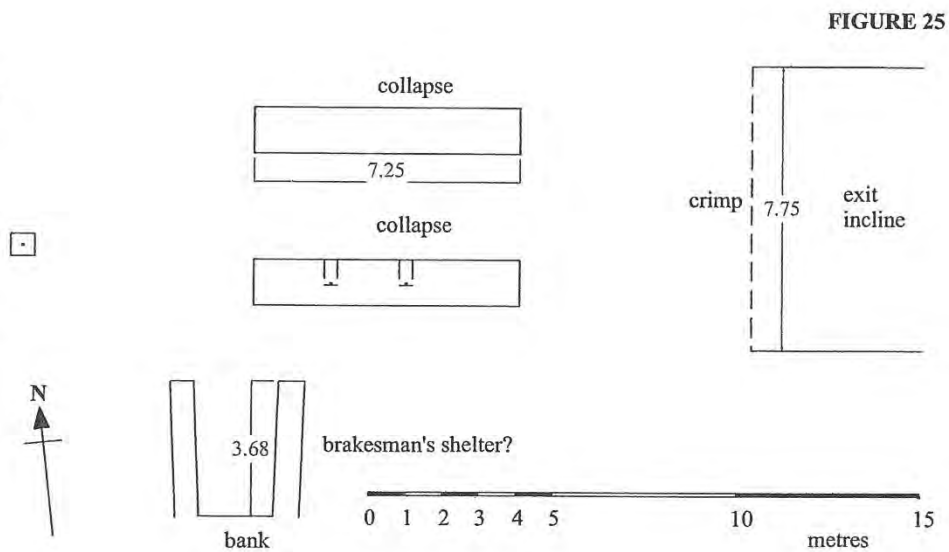 FIGURE 25
collapse
7.25
collapse
crimp
7.75
exit
incline
N
3.68
brakesman's shelter?
bank
0 1 2 3 4 5 10 15
metres